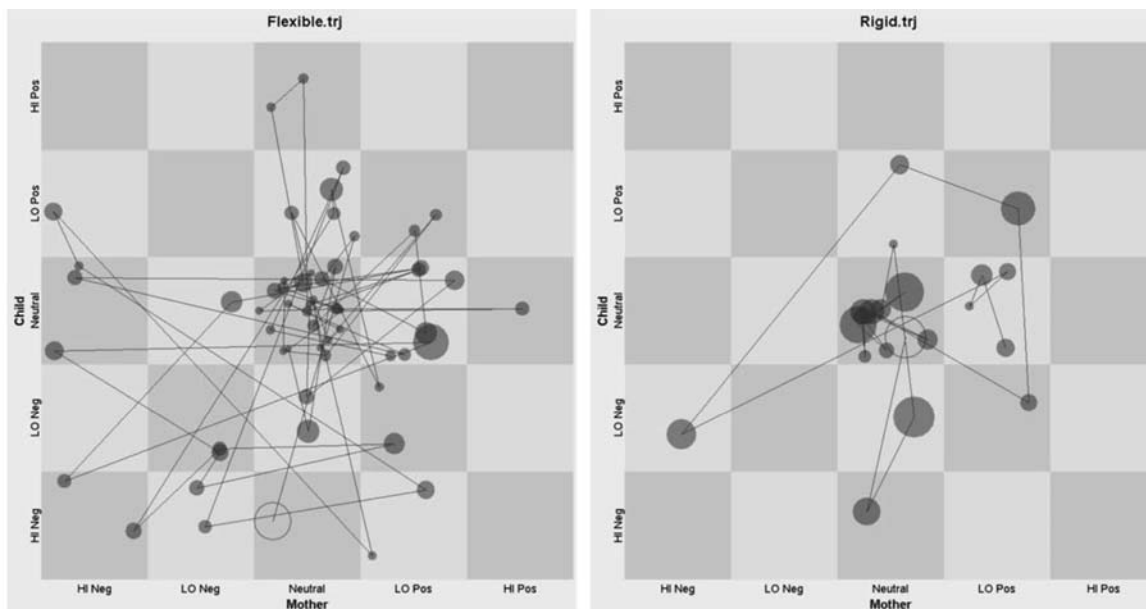 Flexible.trj
HI Pos
LO Pos
Neutral
LO Neg
HI Neg
Child
HI Neg
LO Neg
Neutral
LO Pos
HI Pos
Mother
Rigid.trj
HI Pos
LO Pos
Neutral
LO Neg
HI Neg
Child
HI Neg
LO Neg
Neutral
LO Pos
HI Pos
Mother